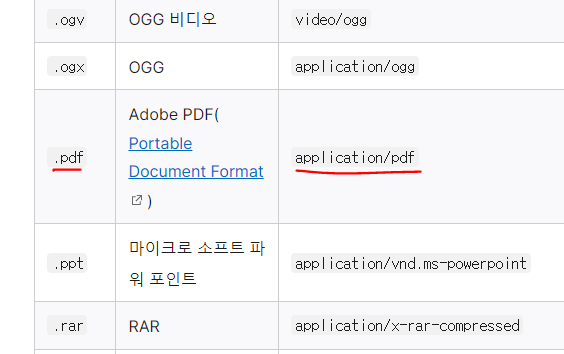 .ogv OGG 비디오 video/ogg
.ogx OGG application/ogg
Adobe PDF(
Portable
.pdf application/pdf
Document Format
)
마이크로 소프트 파
.ppt application/vnd.ms-powerpoint
워 포인트
.rar RAR application/x-rar-compressed